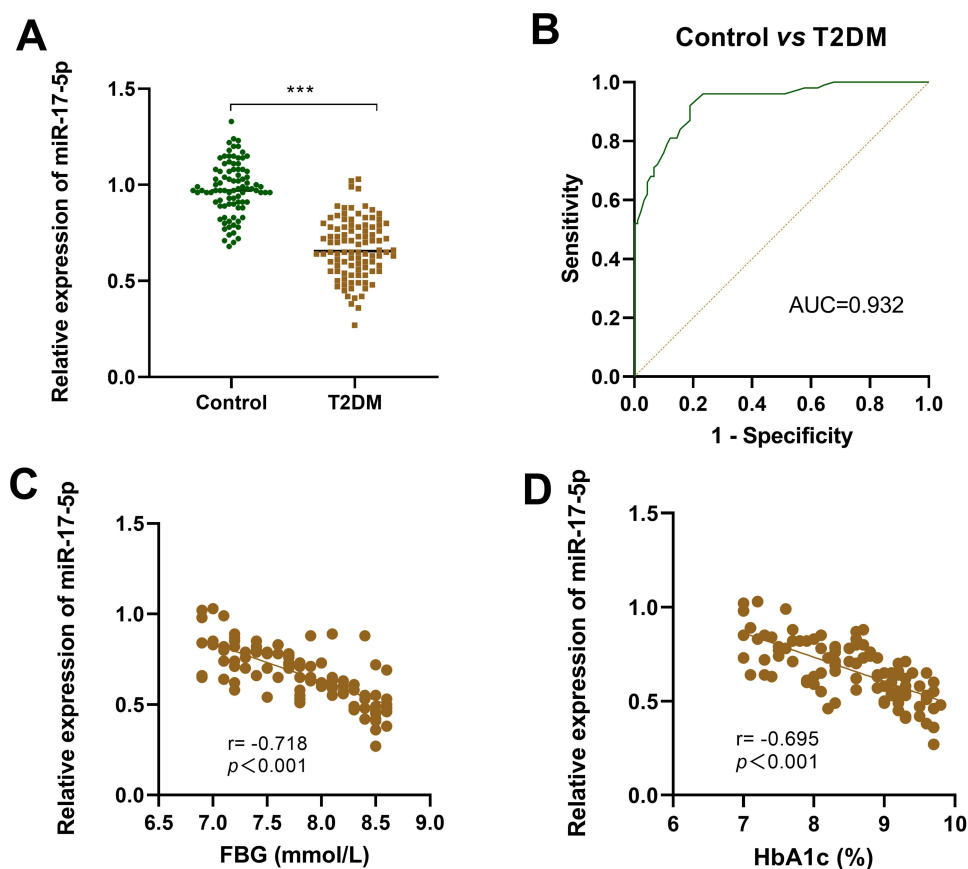 A
Relative expression of miR-17-5p
1.5
1.0
0.5
0.0
***
Control
T2DM
B
Control vs T2DM
Sensitivity
1.0
0.8
0.6
0.4
0.2
0.0
AUC=0.932
0.0 0.2 0.4 0.6 0.8 1.0
1 - Specificity
C
Relative expression of miR-17-5p
1.5
1.0
0.5
0.0
r= -0.718
p<0.001
6.5 7.0 7.5 8.0 8.5 9.0
FBG (mmol/L)
D
Relative expression of miR-17-5p
1.5
1.0
0.5
0.0
r= -0.695
p<0.001
6 7 8 9 10
HbA1c (%)